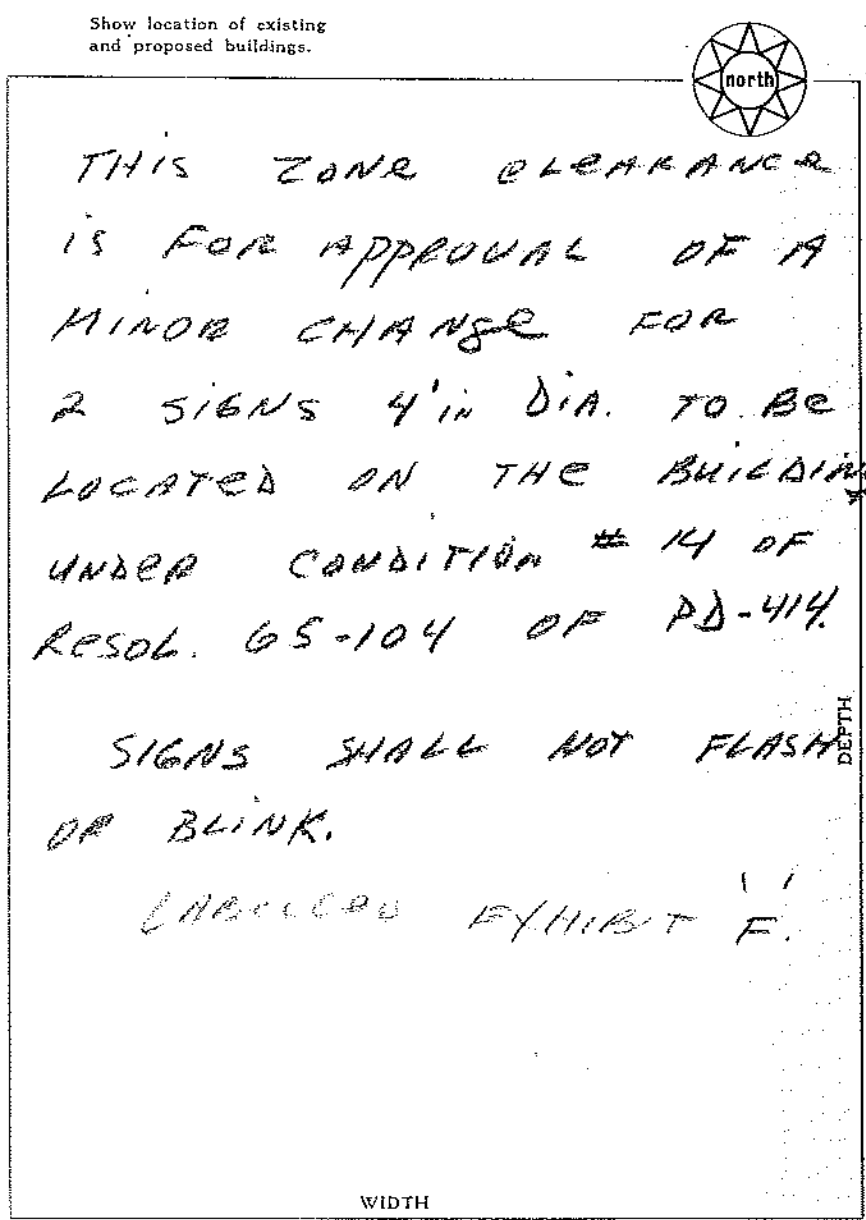 Show location of existing
and proposed buildings.
north
THIS ZONE CLEARANCE
IS FOR APPROVAL OF A
MINOR CHANGE FOR
2 SIGNS 4' in DIA. TO BE
LOCATED ON THE BUILDING
UNDER CONDITION # 14 OF
RESOL. 65-104 OF PD-414.
SIGNS SHALL NOT FLASH
OR BLINK.
LABELLED EXHIBIT "F".
DEPTH
WIDTH